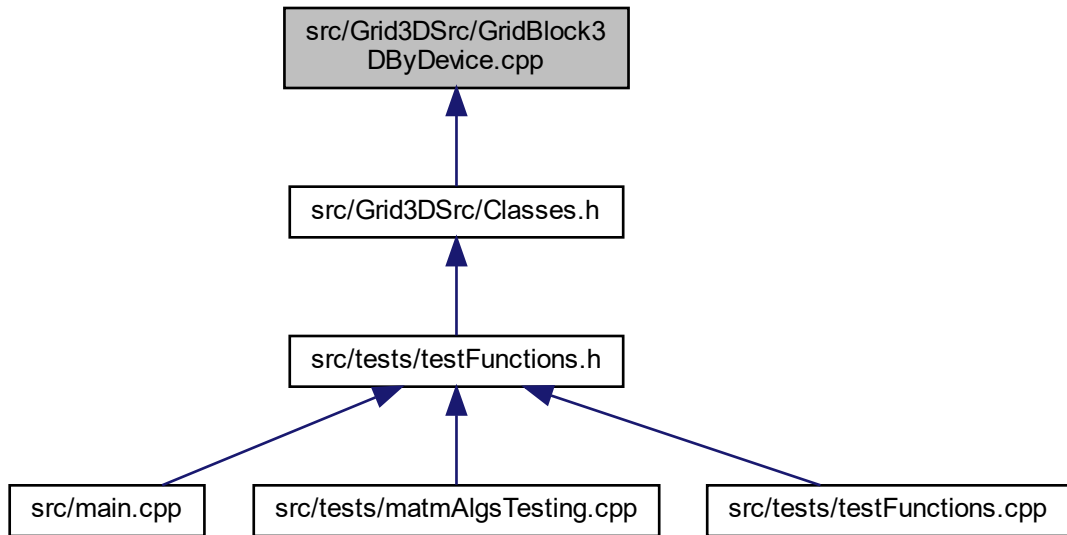 src/Grid3DSrc/GridBlock3
DByDevice.cpp
src/Grid3DSrc/Classes.h
src/tests/testFunctions.h
src/main.cpp
src/tests/matmAlgsTesting.cpp
src/tests/testFunctions.cpp